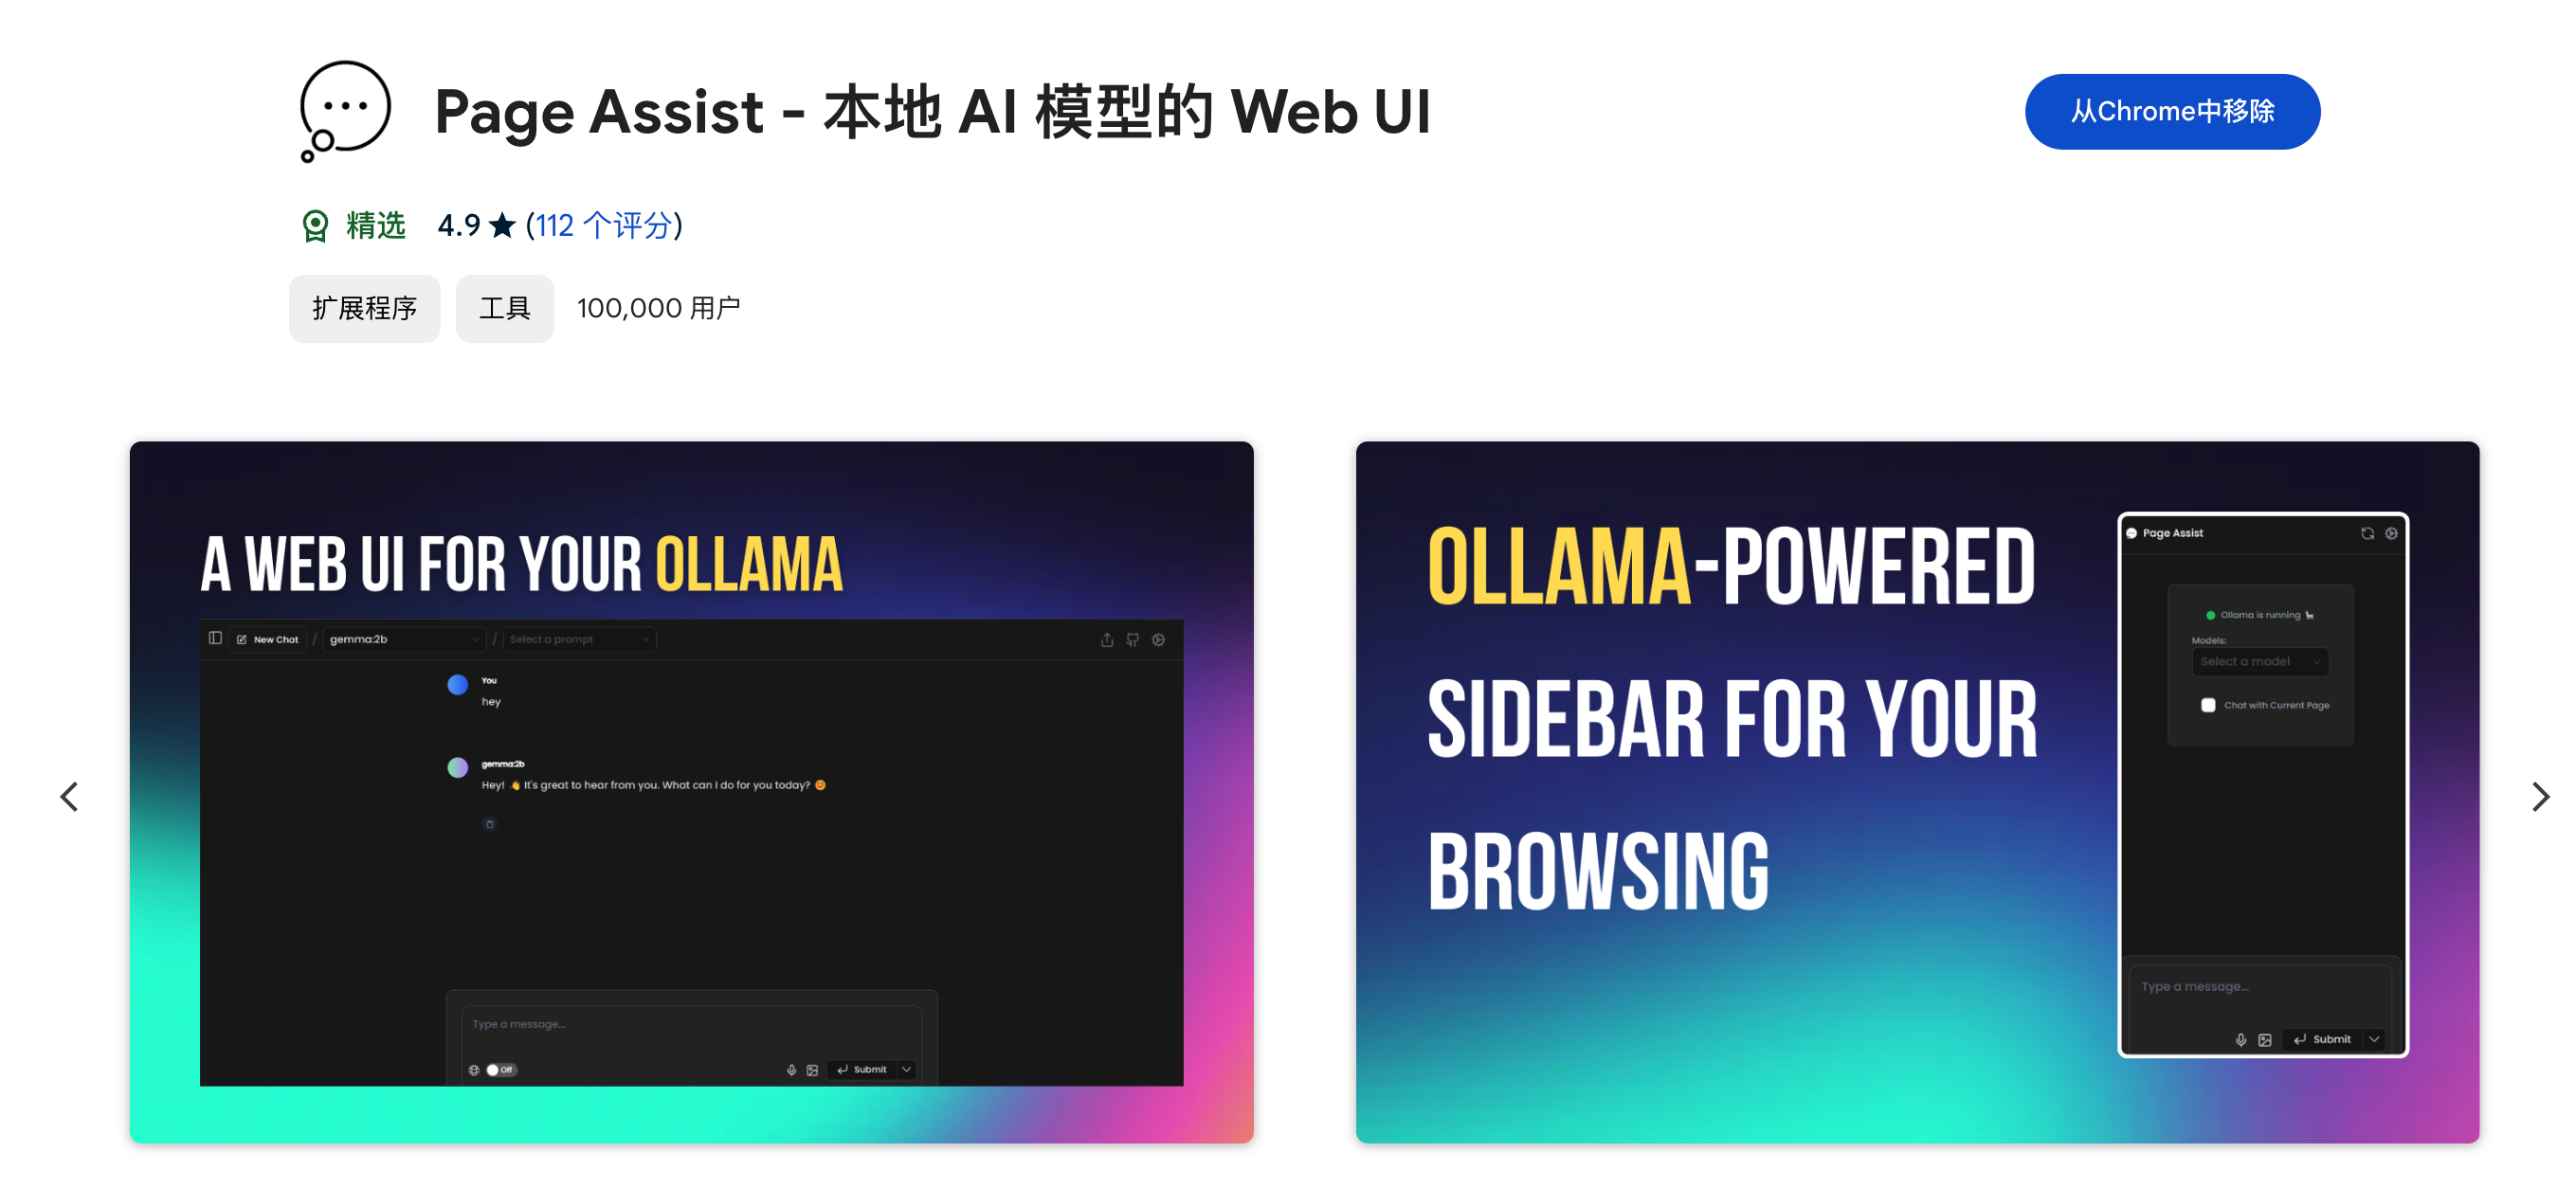 Page Assist - 本地 AI 模型的 Web UI
从Chrome中移除
精选 4.9 ★ (112 个评分)
扩展程序 工具 100,000 用户
A WEB UI FOR YOUR OLLAMA
New Chat / gemma:2b / Select a prompt
You
hey
gemma:2b
Hey! 👋 It's great to hear from you. What can I do for you today? 😊
Type a message...
Off
Submit
OLLAMA-POWERED
SIDEBAR FOR YOUR
BROWSING
Page Assist
Ollama is running 🦙
Models:
Select a model
Chat with Current Page
Type a message...
Submit